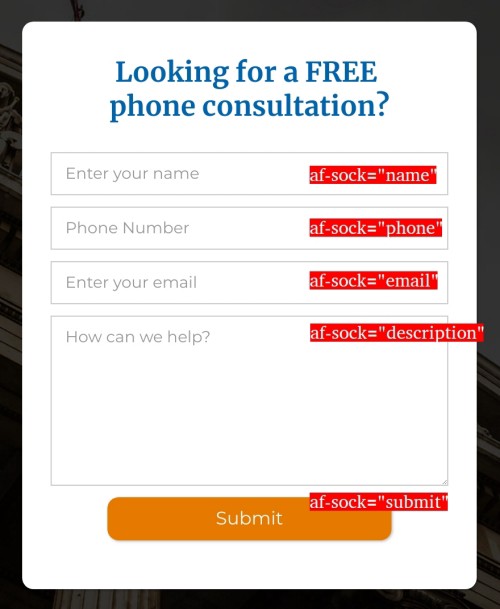 Looking for a FREE
phone consultation?
Enter your name af-sock="name"
Phone Number af-sock="phone"
Enter your email af-sock="email"
How can we help? af-sock="description"
af-sock="submit"
Submit